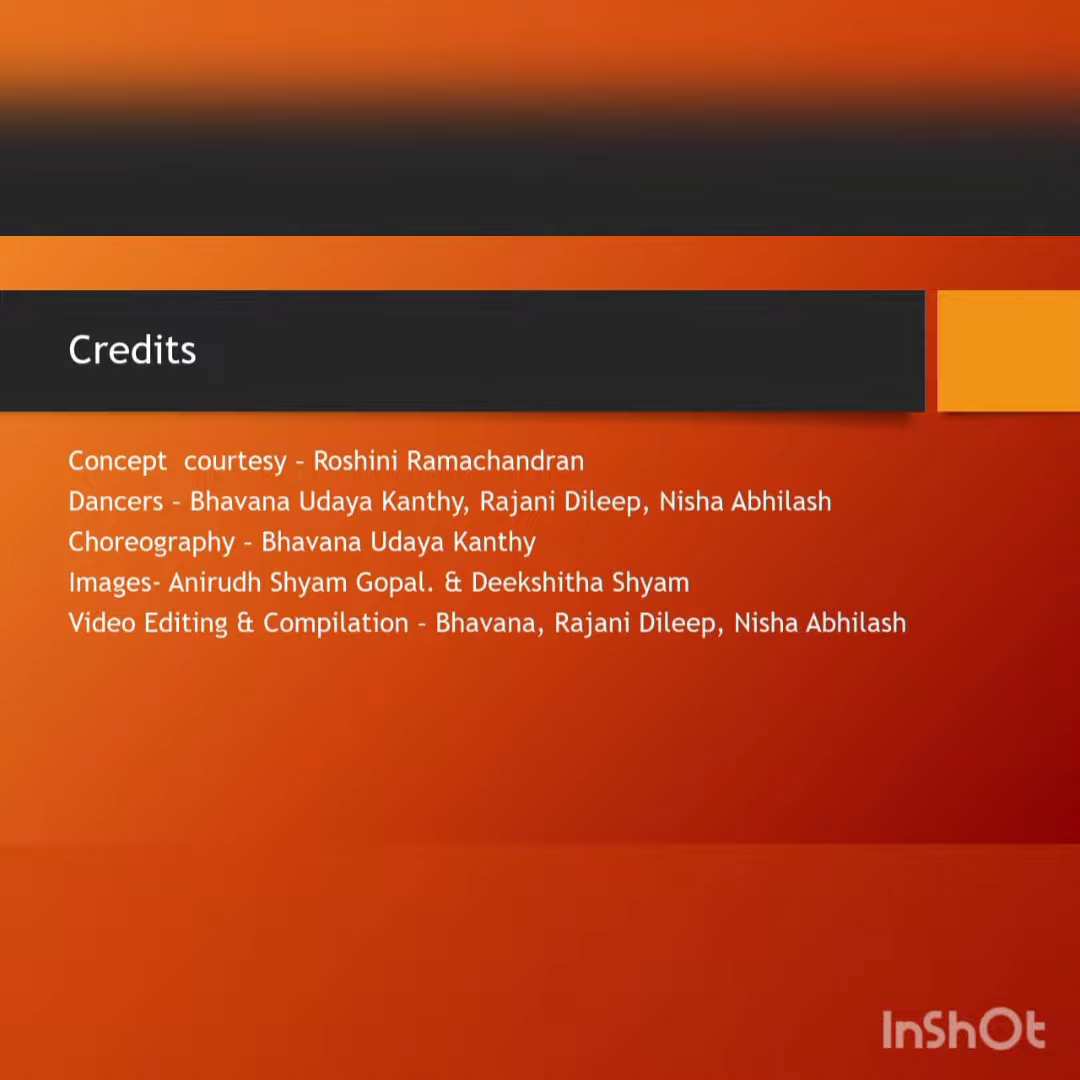 Credits
Concept  courtesy – Roshini Ramachandran
Dancers – Bhavana Udaya Kanthy, Rajani Dileep, Nisha Abhilash
Choreography – Bhavana Udaya Kanthy
Images- Anirudh Shyam Gopal. & Deekshitha Shyam
Video Editing & Compilation – Bhavana, Rajani Dileep, Nisha Abhilash
InShOt